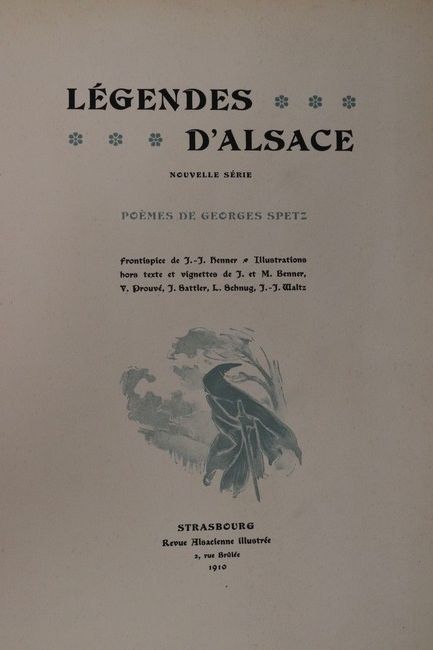 LÉGENDES
D'ALSACE
NOUVELLE SÉRIE
POÈMES DE GEORGES SPETZ
Frontispice de J.-J. Henner * Illustrations
hors texte et vignettes de J. et M. Benner,
V. Prouvé, J. Sattler, L. Schnug, J.-J. Waltz
STRASBOURG
Revue Alsacienne illustrée
2, rue Brûlée
1910